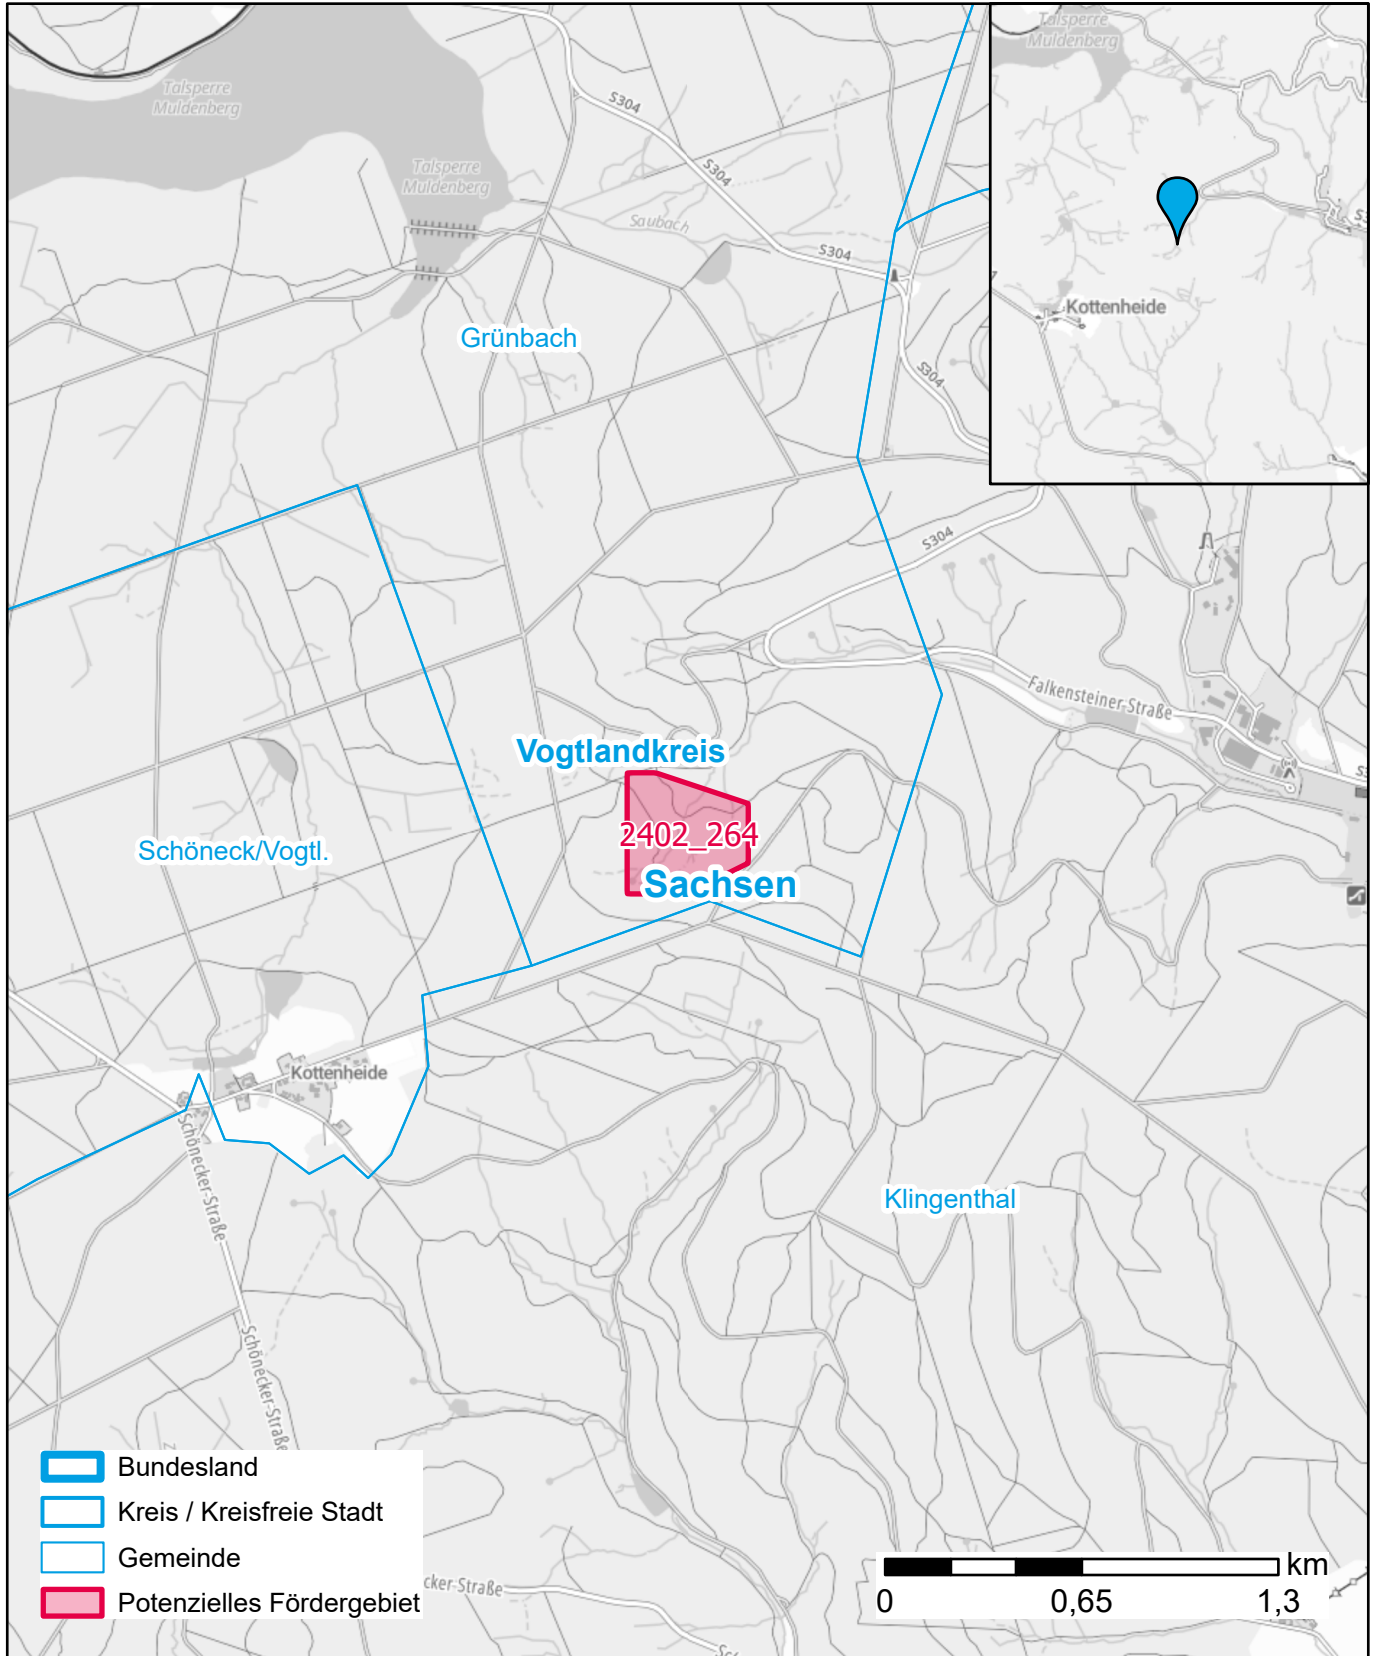 Talsperre
Muldenberg
Talsperre
Muldenberg
S304
S304
Saubach
S304
S304
Grünbach
Talsperre
Muldenberg
Kottenheide
S304
Falkensteiner-Straße
Vogtlandkreis
2402_264
Sachsen
Schöneck/Vogtl.
Kottenheide
Schönecker-Straße
Klingenthal
Schönecker-Straße
Bundesland
Kreis / Kreisfreie Stadt
Gemeinde
Potenzielles Fördergebiet
cker-Straße
km
0
0,65
1,3